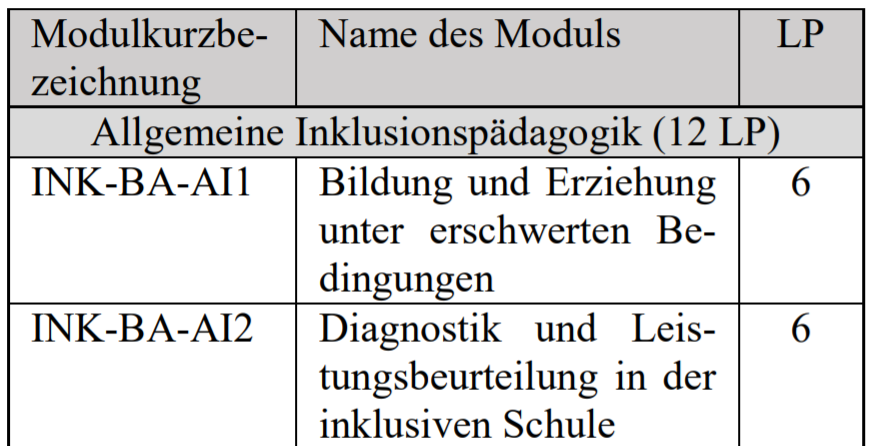 Modulkurzbe- Name des Moduls LP
zeichnung
Allgemeine Inklusionspädagogik (12 LP)
INK-BA-AI1 Bildung und Erziehung 6
unter erschwerten Be-
dingungen
INK-BA-AI2 Diagnostik und Leis- 6
tungsbeurteilung in der
inklusiven Schule